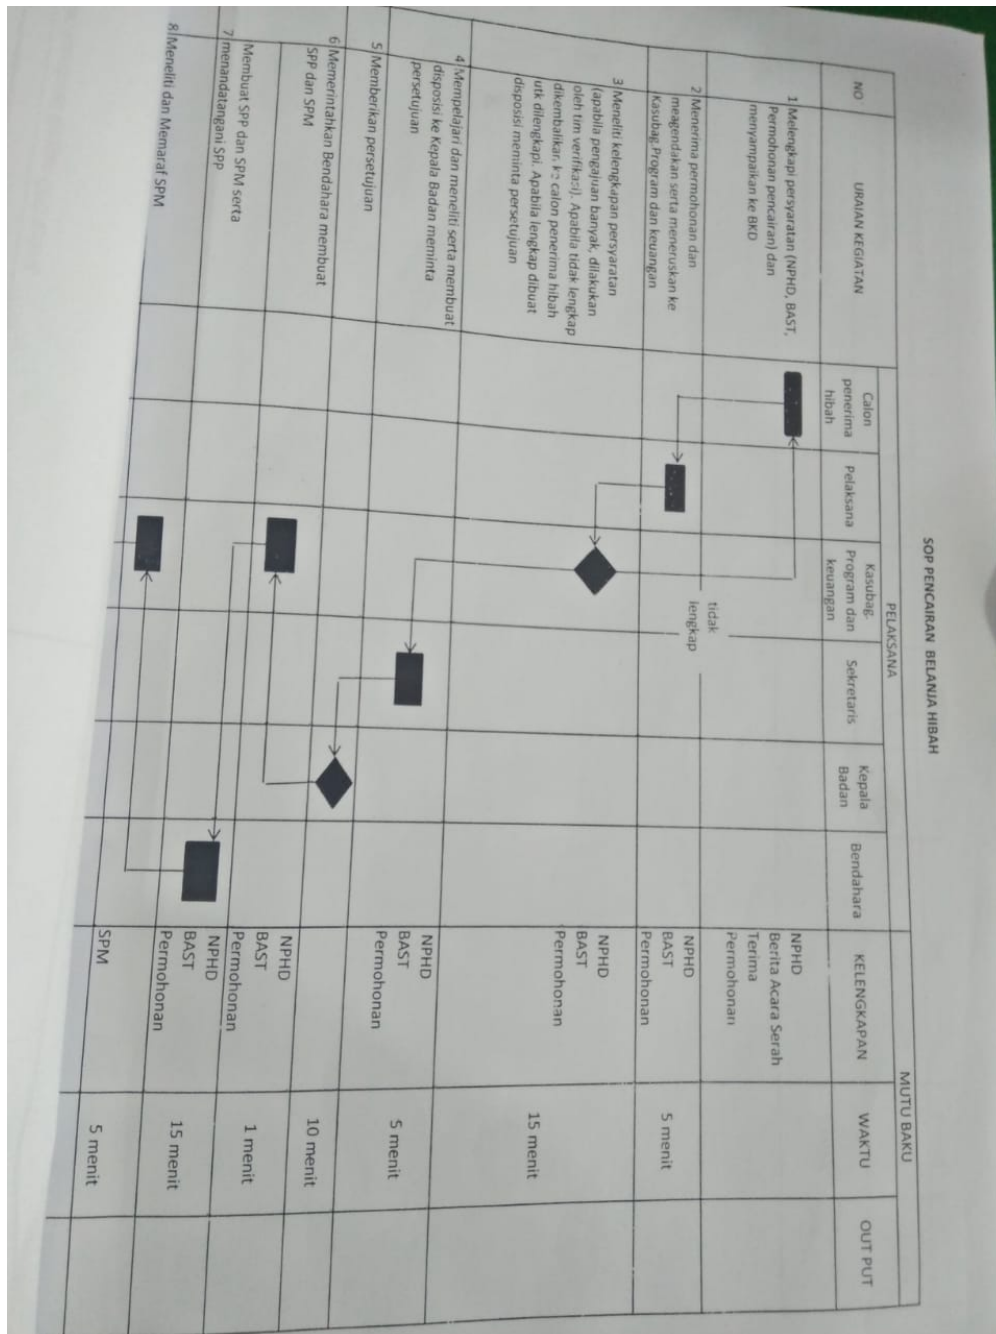 SOP PENCAIRAN BELANJA HIBAH
NO
URAIAN KEGIATAN
PELAKSANA
MUTU BAKU
Calon
penerima
hibah
Pelaksana
Kasubag.
Program dan
keuangan
Sekretaris
Kepala
Badan
Bendahara
KELENGKAPAN
WAKTU
OUT PUT
1 Melengkapi persyaratan (NPHD, BAST,
Permohonan pencairan) dan
menyampaikan ke BKD
NPHD
Berita Acara Serah
Terima
Permohonan
tidak
lengkap
2 Menerima permohonan dan
meagendakan serta meneruskan ke
Kasubag.Program dan keuangan
NPHD
BAST
Permohonan
5 menit
3 Meneliti kelengkapan persyaratan
(apabila pengajuan banyak, dilakukan
oleh tim verifikasi). Apabila tidak lengkap
dikembalikan ke calon penerima hibah
utk dilengkapi. Apabila lengkap dibuat
disposisi meminta persetujuan
NPHD
BAST
Permohonan
15 menit
4 Mempelajari dan meneliti serta membuat
disposisi ke Kepala Badan meminta
persetujuan
NPHD
BAST
Permohonan
5 menit
5 Memberikan persetujuan
10 menit
6 Memerintahkan Bendahara membuat
SPP dan SPM
NPHD
BAST
Permohonan
1 menit
7 Membuat SPP dan SPM serta
menandatangani SPP
NPHD
BAST
Permohonan
15 menit
8 Meneliti dan Memaraf SPM
SPM
5 menit